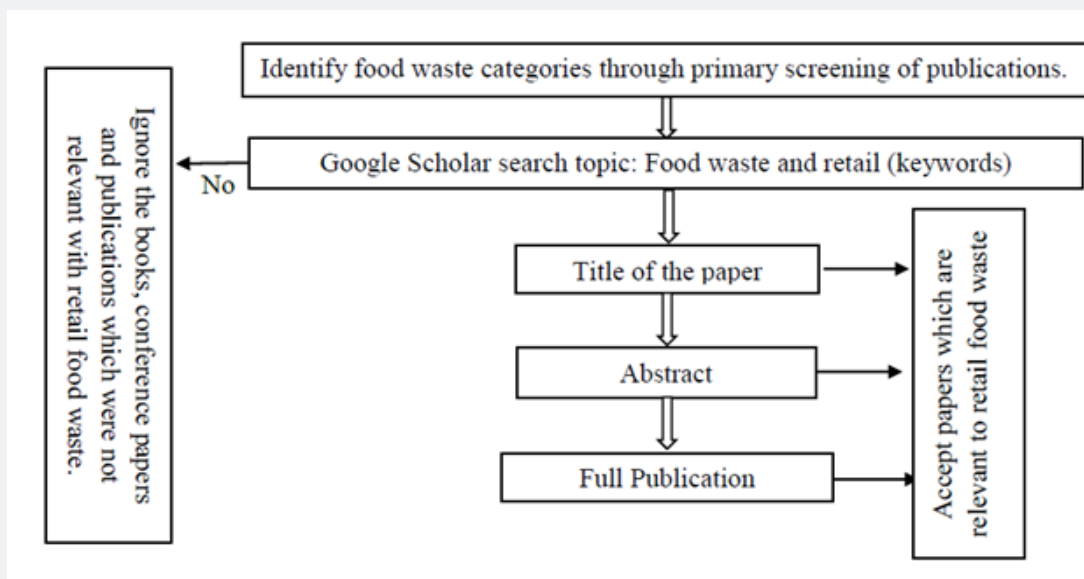 Identify food waste categories through primary screening of publications.
Google Scholar search topic: Food waste and retail (keywords)
No
Ignore the books, conference papers
and publications which were not
relevant with retail food waste.
Title of the paper
Abstract
Full Publication
Accept papers which are
relevant to retail food waste